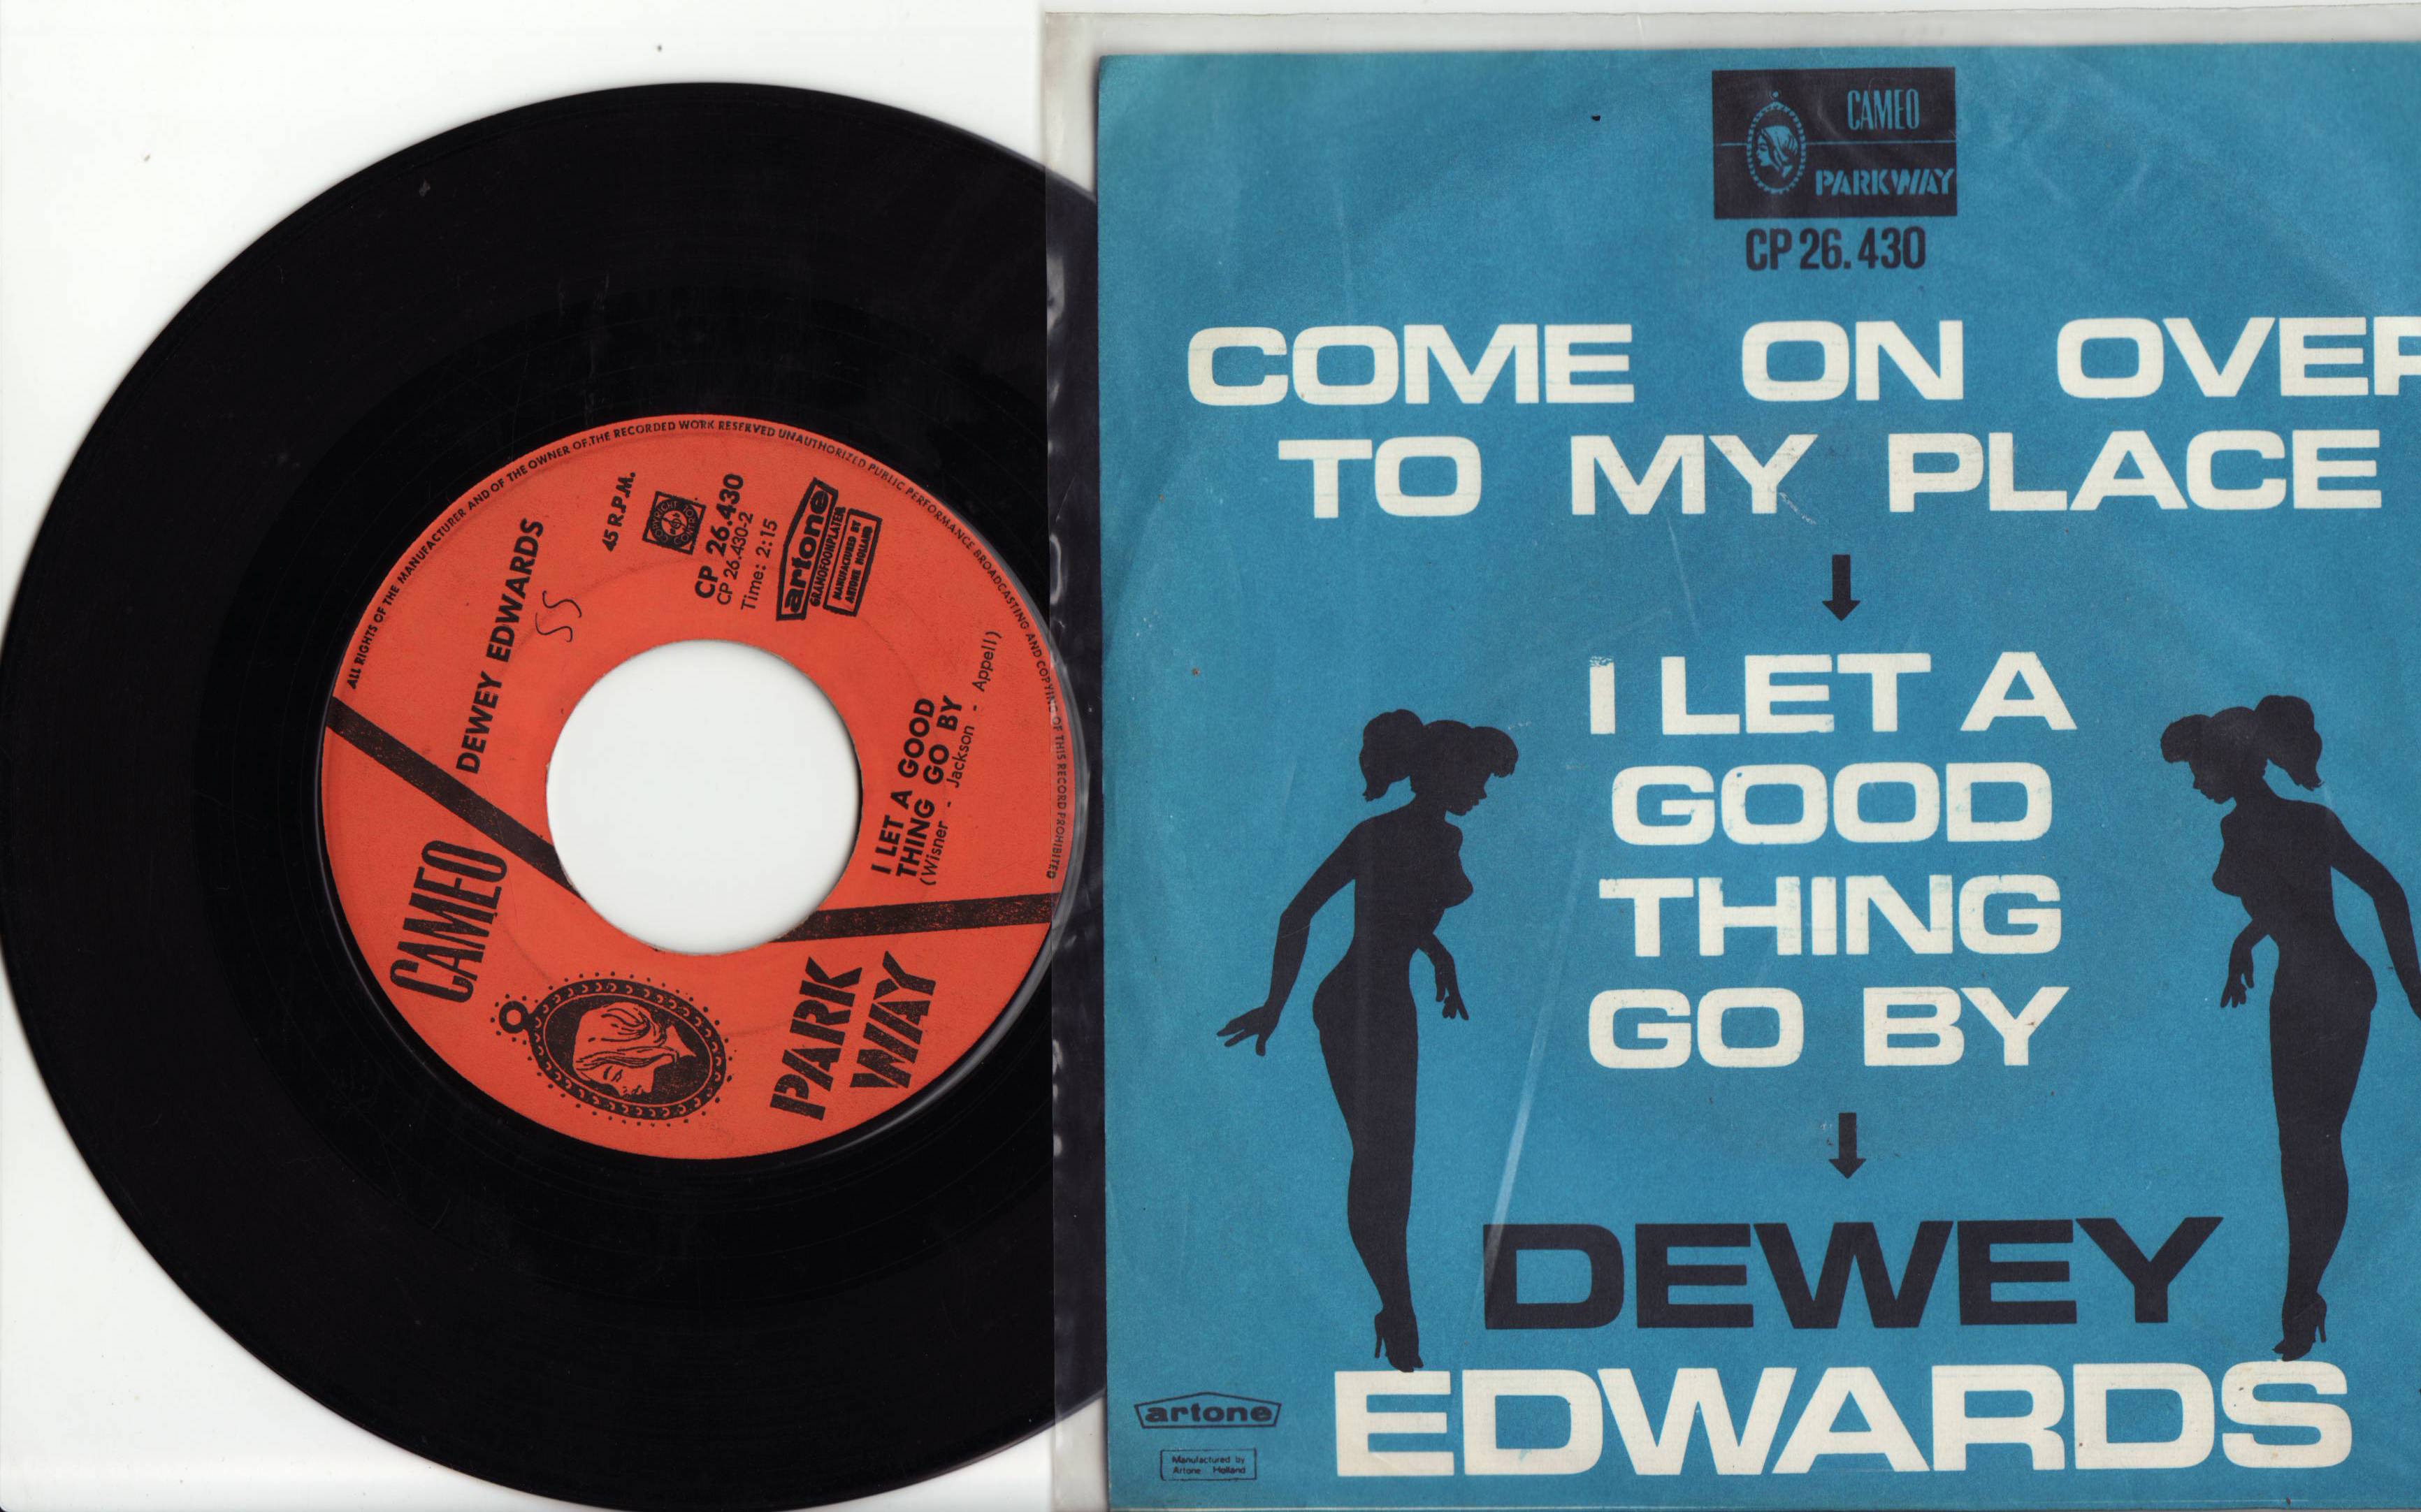 ALL RIGHTS OF THE MANUFACTURER AND OF THE OWNER OF THE RECORDED WORK RESERVED UNAUTHORIZED PUBLIC PERFORMANCE BROADCASTING AND COPYING OF THIS RECORD PROHIBITED
CAMEO
PARK
WAY
DEWEY EDWARDS
SS
45 R.P.M.
CP 26.430
CP 26.430-2
Time: 2:15
artone
GRAMOFOONPLATEN
MANUFACTURED BY
ARTONE HOLLAND
I LET A GOOD
THING GO BY
(Wisner - Jackson - Appell)
CAMEO
PARKWAY
CP 26.430
COME ON OVER
TO MY PLACE
I LET A
GOOD
THING
GO BY
DEWEY
EDWARDS
artone
Manufactured by
Artone Holland